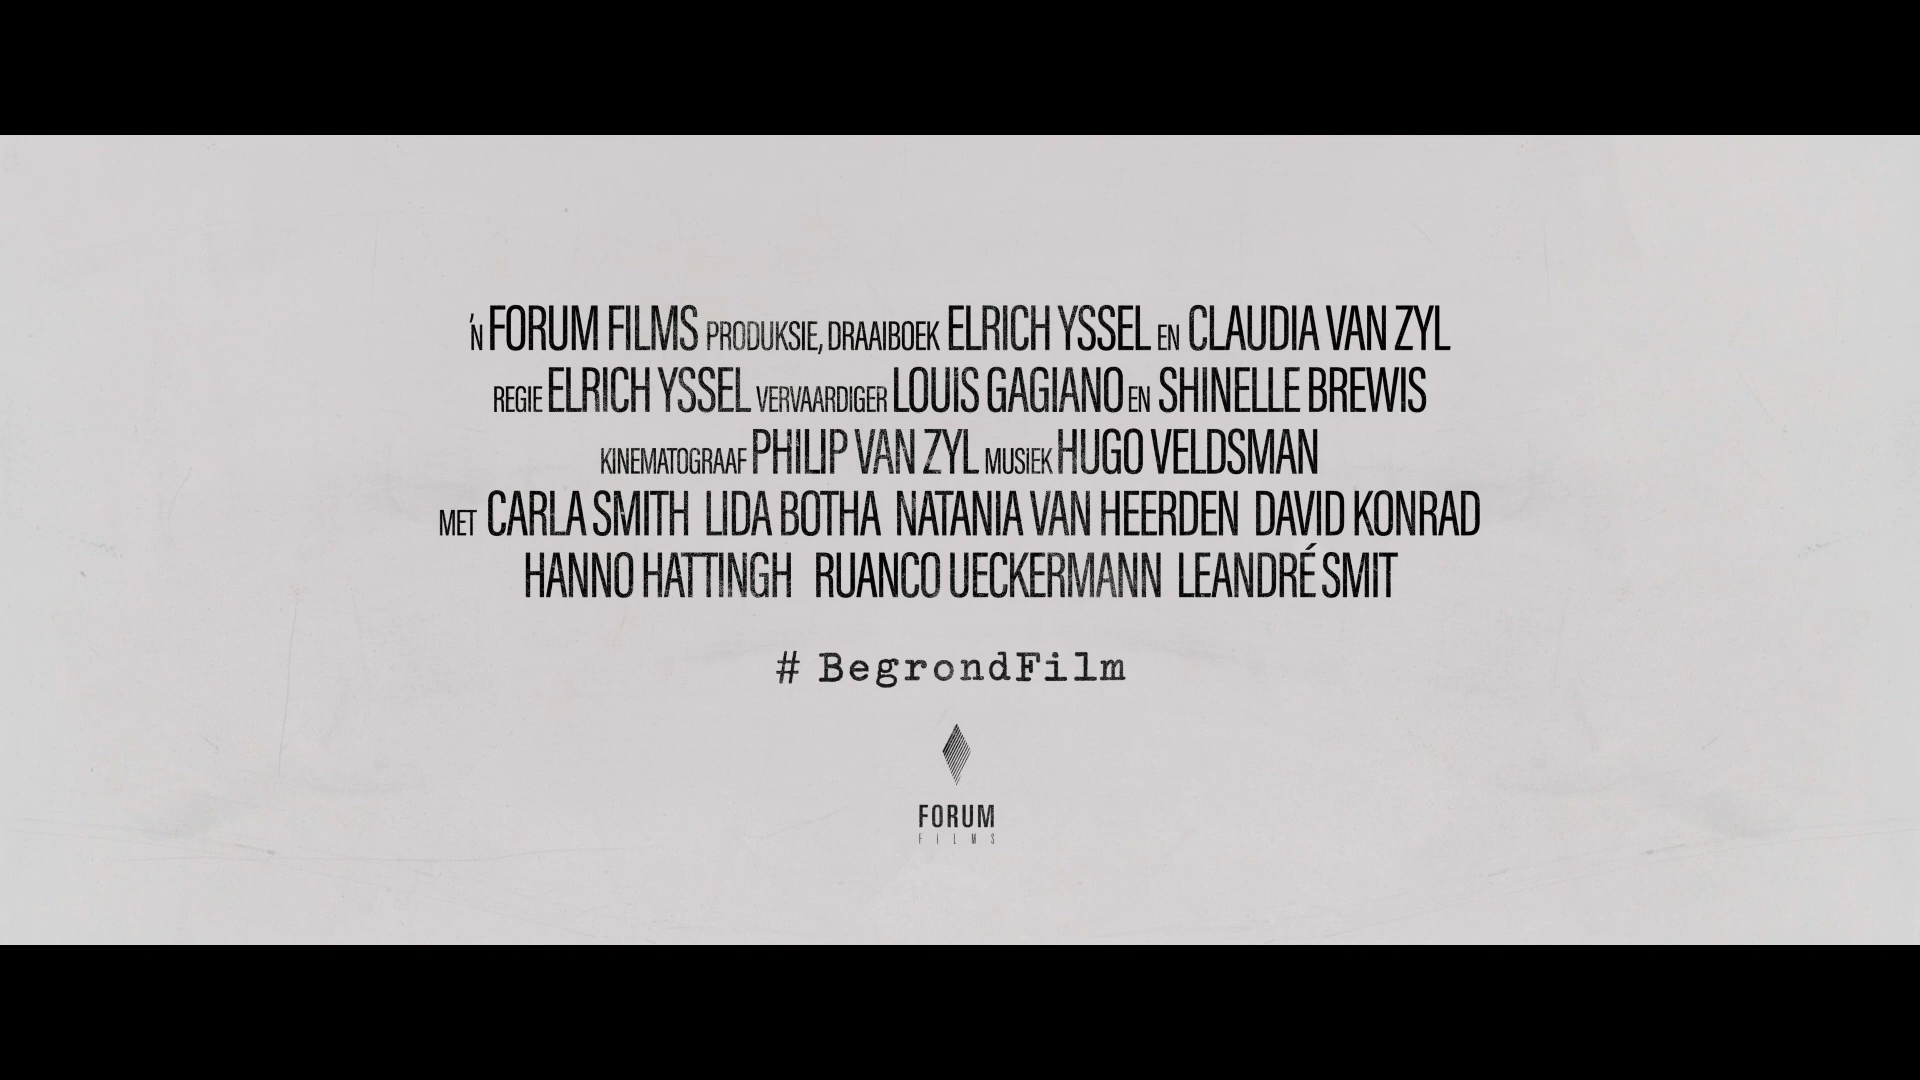 'N FORUM FILMS PRODUKSIE, DRAAIBOEK ELRICH YSSEL EN CLAUDIA VAN ZYL
REGIE ELRICH YSSEL VERVAARDIGER LOUIS GAGIANO EN SHINELLE BREWIS
KINEMATOGRAAF PHILIP VAN ZYL MUSIEK HUGO VELDSMAN
MET CARLA SMITH LIDA BOTHA NATANIA VAN HEERDEN DAVID KONRAD
HANNO HATTINGH RUANCO UECKERMANN LEANDRÉ SMIT
# BegrondFilm
FORUM
FILMS